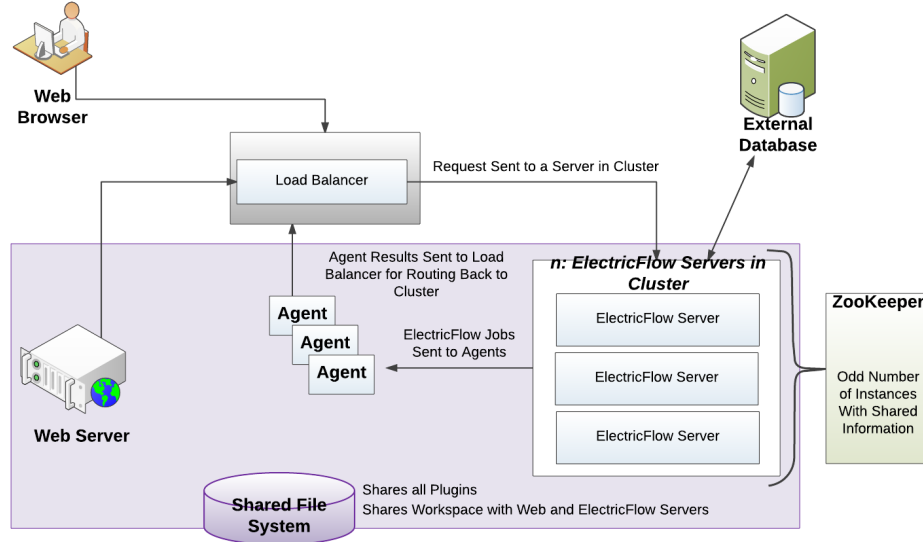 Web
Browser
External
Database
Load Balancer
Request Sent to a Server in Cluster
Agent Results Sent to Load
Balancer for Routing Back to
Cluster
n: ElectricFlow Servers in
Cluster
ElectricFlow Server
ElectricFlow Server
ElectricFlow Server
ZooKeeper
Odd Number
of Instances
With Shared
Information
Agent
Agent
Agent
ElectricFlow Jobs
Sent to Agents
Web Server
Shared File
System
Shares all Plugins
Shares Workspace with Web and ElectricFlow Servers